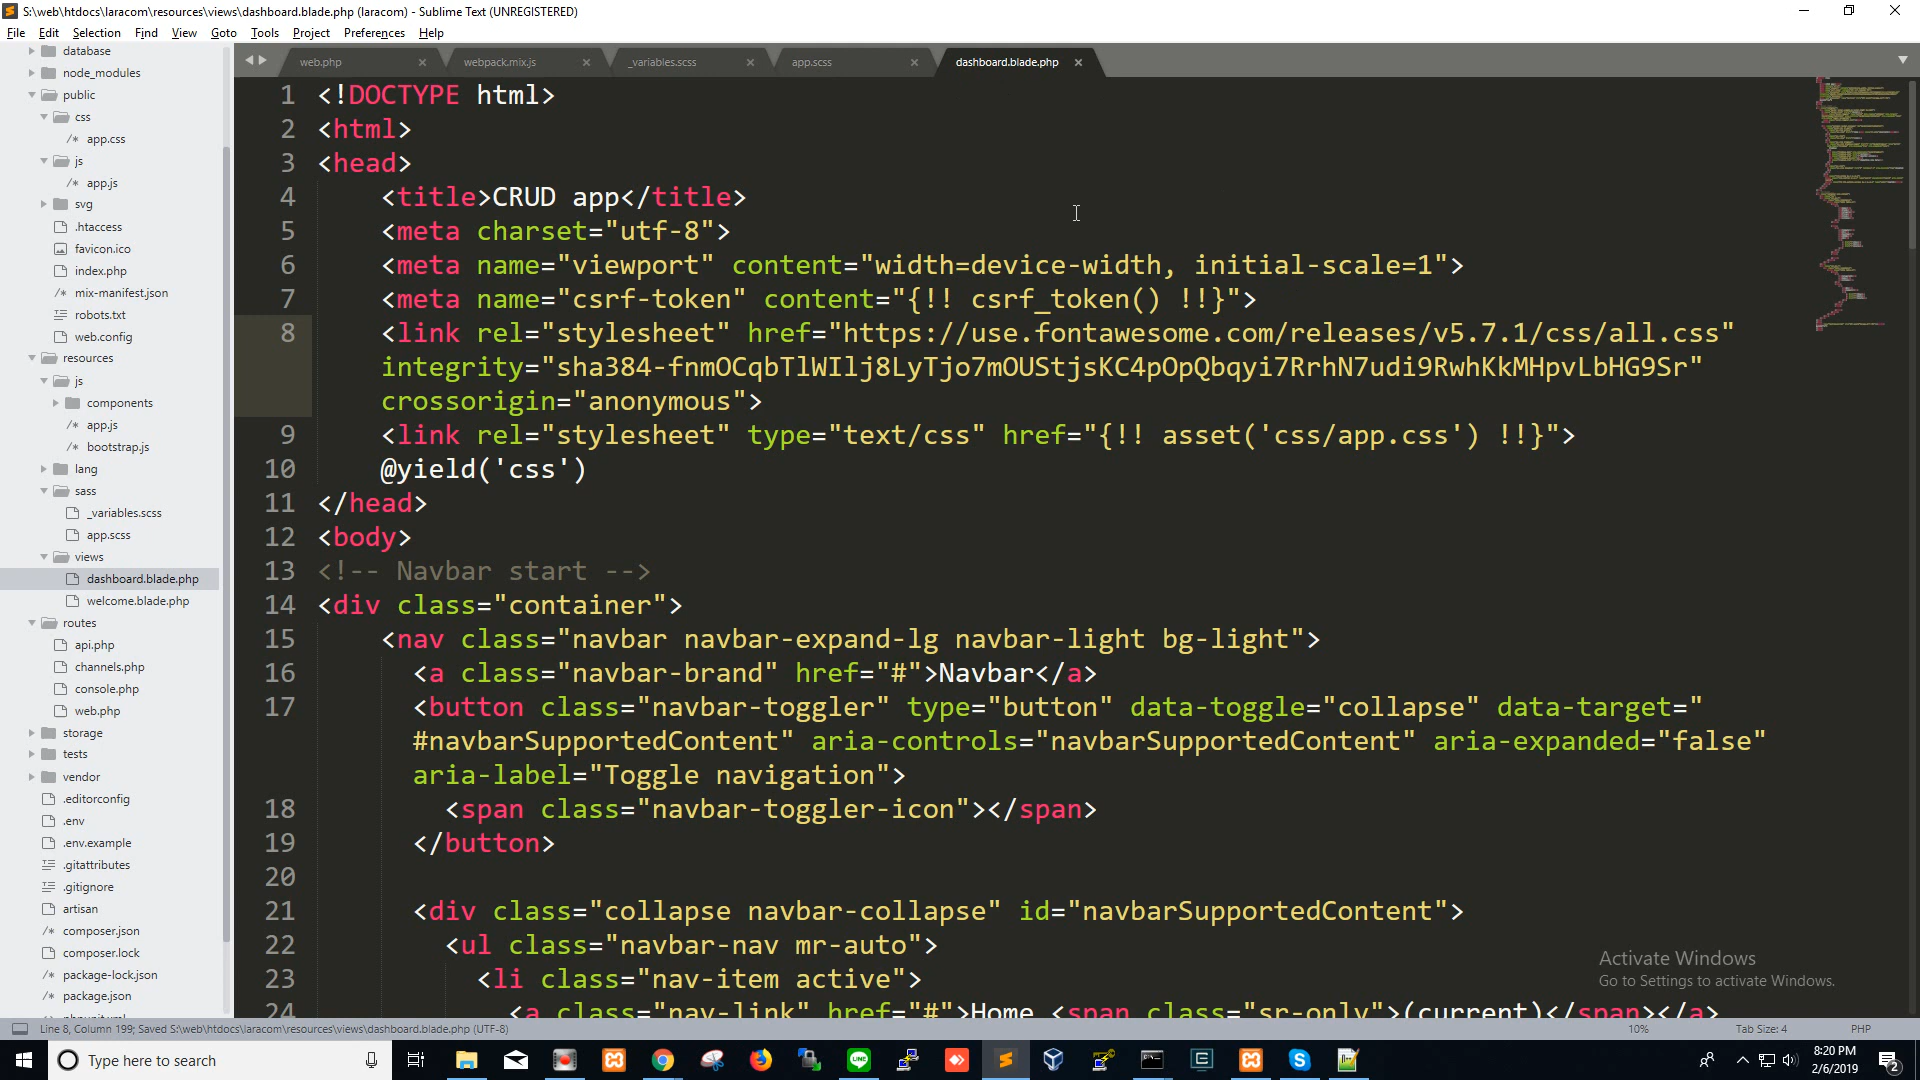 S:\web\htdocs\laracom\resources\views\dashboard.blade.php (laracom) - Sublime Text (UNREGISTERED)
File Edit Selection Find View Goto Tools Project Preferences Help
database
node_modules
public
css
app.css
js
app.js
svg
.htaccess
favicon.ico
index.php
mix-manifest.json
robots.txt
web.config
resources
js
components
app.js
bootstrap.js
lang
sass
_variables.scss
app.scss
views
dashboard.blade.php
welcome.blade.php
routes
api.php
channels.php
console.php
web.php
storage
tests
vendor
.editorconfig
.env
.env.example
.gitattributes
.gitignore
artisan
composer.json
composer.lock
package-lock.json
package.json
web.php webpack.mix.js _variables.scss app.scss dashboard.blade.php
1 <!DOCTYPE html>
2 <html>
3 <head>
4 <title>CRUD app</title>
5 <meta charset="utf-8">
6 <meta name="viewport" content="width=device-width, initial-scale=1">
7 <meta name="csrf-token" content="{!! csrf_token() !!}">
8 <link rel="stylesheet" href="https://use.fontawesome.com/releases/v5.7.1/css/all.css"
integrity="sha384-fnmOCqbTlWIlj8LyTjo7mOUStjsKC4pOpQbqyi7RrhN7udi9RwhKkMHpvLbHG9Sr"
crossorigin="anonymous">
9 <link rel="stylesheet" type="text/css" href="{!! asset('css/app.css') !!}">
10 @yield('css')
11 </head>
12 <body>
13 <!-- Navbar start -->
14 <div class="container">
15 <nav class="navbar navbar-expand-lg navbar-light bg-light">
16 <a class="navbar-brand" href="#">Navbar</a>
17 <button class="navbar-toggler" type="button" data-toggle="collapse" data-target="
#navbarSupportedContent" aria-controls="navbarSupportedContent" aria-expanded="false"
aria-label="Toggle navigation">
18 <span class="navbar-toggler-icon"></span>
19 </button>
20
21 <div class="collapse navbar-collapse" id="navbarSupportedContent">
22 <ul class="navbar-nav mr-auto">
23 <li class="nav-item active">
24 <a class="nav-link" href="#">Home <span class="sr-only">(current)</span></a>
Activate Windows
Go to Settings to activate Windows.
Line 8, Column 199; Saved S:\web\htdocs\laracom\resources\views\dashboard.blade.php (UTF-8)
10% Tab Size: 4 PHP
Type here to search
8:20 PM
2/6/2019
2